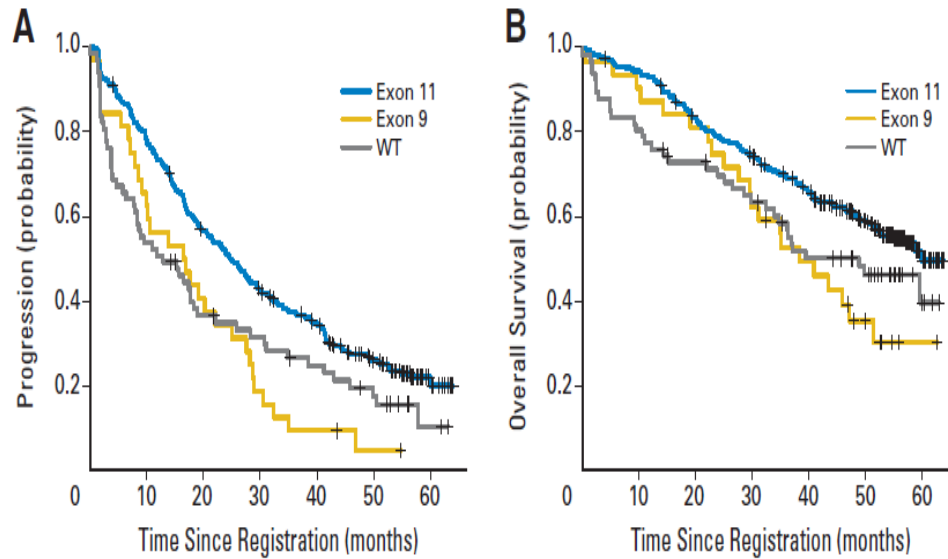 A
Progression (probability)
1.0
0.8
0.6
0.4
0.2
0 10 20 30 40 50 60
Time Since Registration (months)
Exon 11
Exon 9
WT
B
Overall Survival (probability)
1.0
0.8
0.6
0.4
0.2
0 10 20 30 40 50 60
Time Since Registration (months)
Exon 11
Exon 9
WT